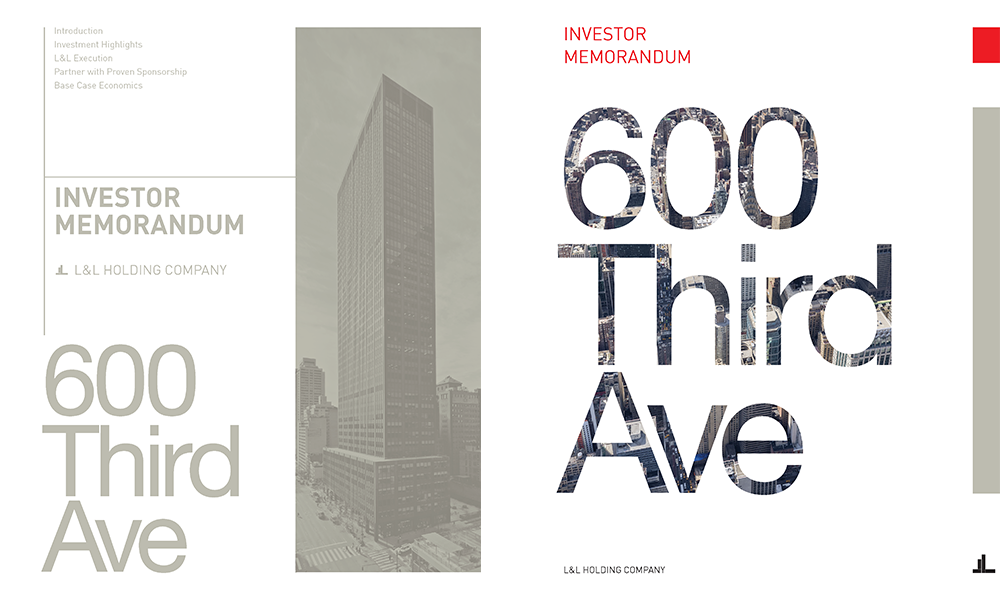 Introduction
Investment Highlights
L&L Execution
Partner with Proven Sponsorship
Base Case Economics
INVESTOR
MEMORANDUM
L&L HOLDING COMPANY
600
Third
Ave
INVESTOR
MEMORANDUM
600
Third
Ave
L&L HOLDING COMPANY